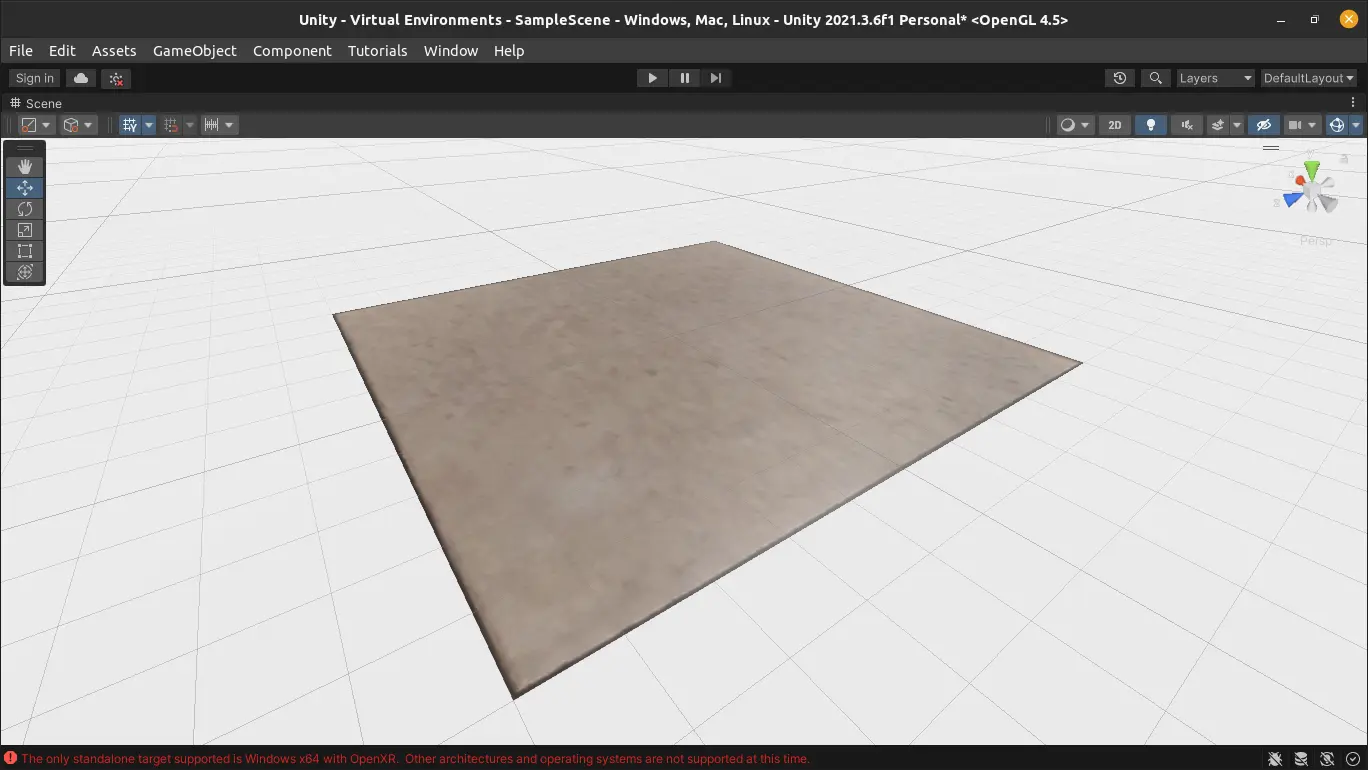 Unity - Virtual Environments - SampleScene - Windows, Mac, Linux - Unity 2021.3.6f1 Personal* <OpenGL 4.5>
File Edit Assets GameObject Component Tutorials Window Help
Sign in Layers DefaultLayout
Scene
2D
Persp
The only standalone target supported is Windows x64 with OpenXR. Other architectures and operating systems are not supported at this time.